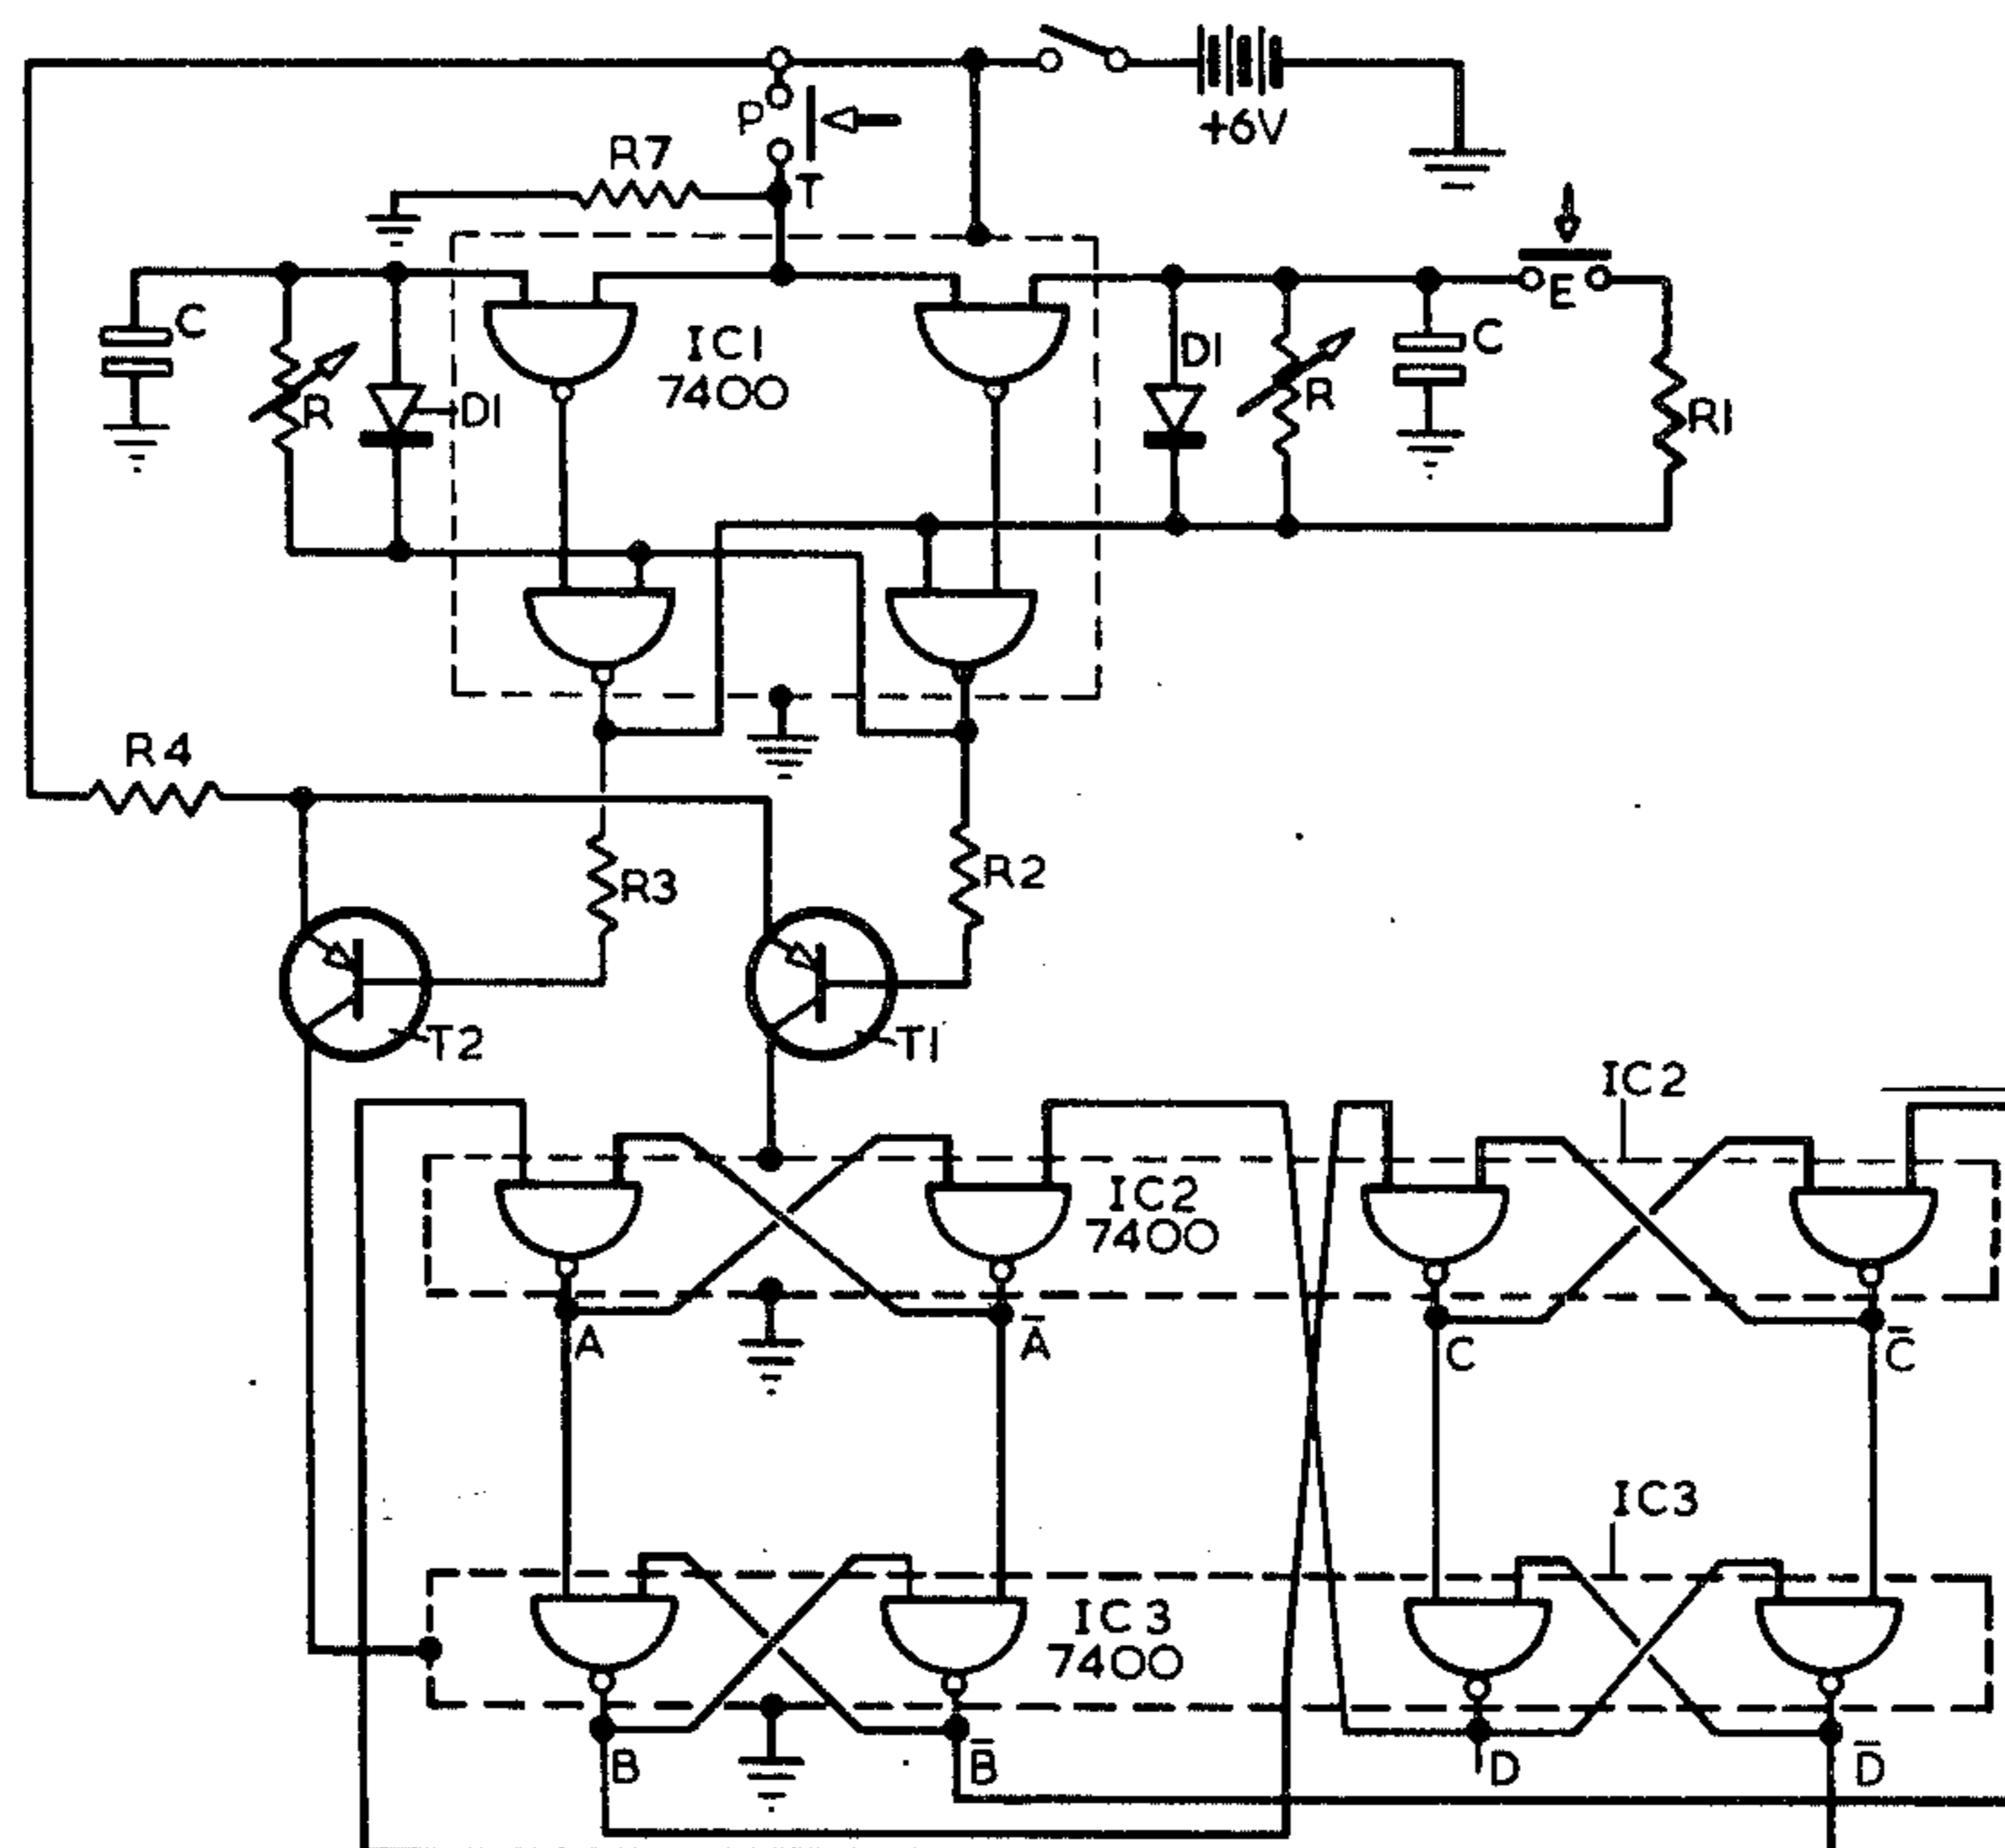 P
+6V
R7
T
E
C
IC1
7400
D1
C
R
D1
R
R1
R4
R3
R2
T2
T1
IC2
IC2
7400
A
A̅
C
C̅
IC3
IC3
7400
B
B̅
D
D̅